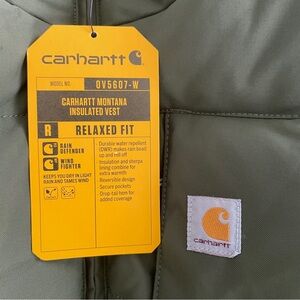 carhartt
MODEL NO. OV5607-W
CARHARTT MONTANA
INSULATED VEST
R RELAXED FIT
RAIN
DEFENDER
WIND
FIGHTER
KEEPS YOU DRY IN LIGHT
RAIN AND TAMES WIND
Durable water repellent
(DWR) makes rain bead
up and roll off
Insulation and sherpa
lining combine for
extra warmth
Reversible design
Secure pockets
Drop-tail hem for
added coverage
carhartt